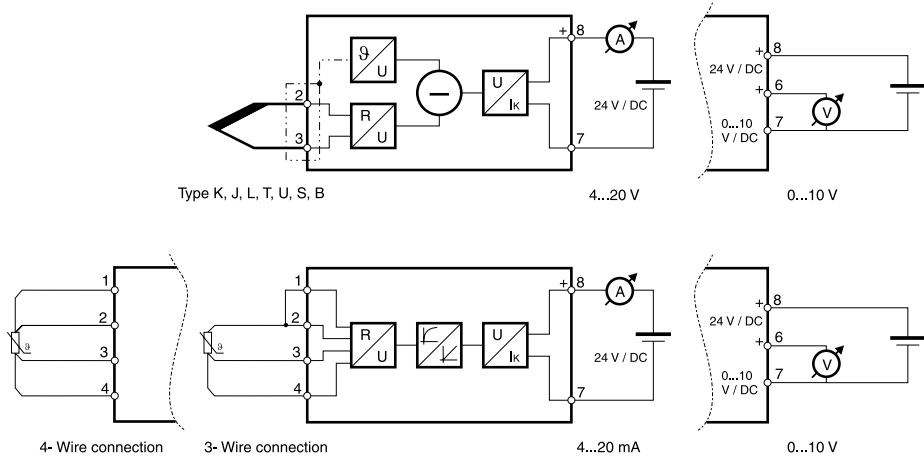 + 8
A
ϑ
U
2
3
R
U
U
IK
24 V / DC
7
Type K, J, L, T, U, S, B
4...20 V
+ 8
24 V / DC
+ 6
V
0...10
V / DC
7
0...10 V
1
2
3
4
ϑ
4- Wire connection
1
2
3
4
ϑ
3- Wire connection
R
U
U
IK
+ 8
A
24 V / DC
7
4...20 mA
+ 8
24 V / DC
+ 6
V
0...10
V / DC
7
0...10 V